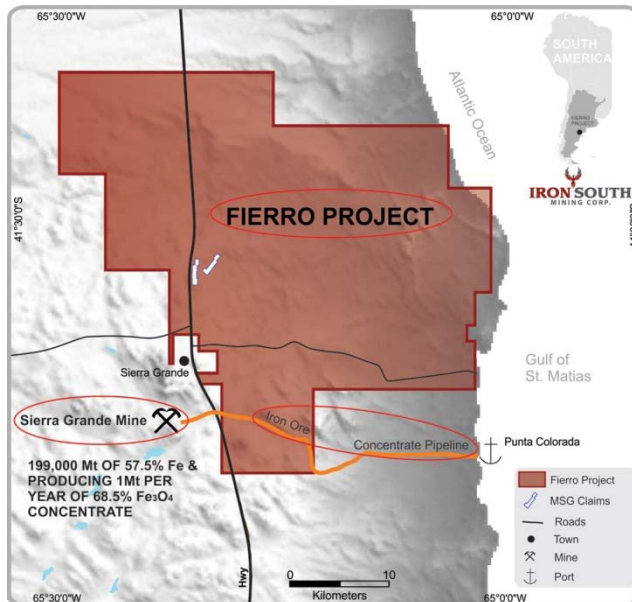 65°30'0"W
65°0'0"W
SOUTH
AMERICA
FIERRO
PROJECT
IRON SOUTH
MINING CORP.
Atlantic Ocean
41°30'0"S
FIERRO PROJECT
Gulf of
St. Matias
Sierra Grande
Sierra Grande Mine
Iron Ore
Concentrate Pipeline
Punta Colorada
199,000 Mt OF 57.5% Fe &
PRODUCING 1Mt PER
YEAR OF 68.5% Fe₃O₄
CONCENTRATE
Fierro Project
MSG Claims
Roads
Town
Mine
Port
Hwy
0 10
Kilometers
65°30'0"W
65°0'0"W